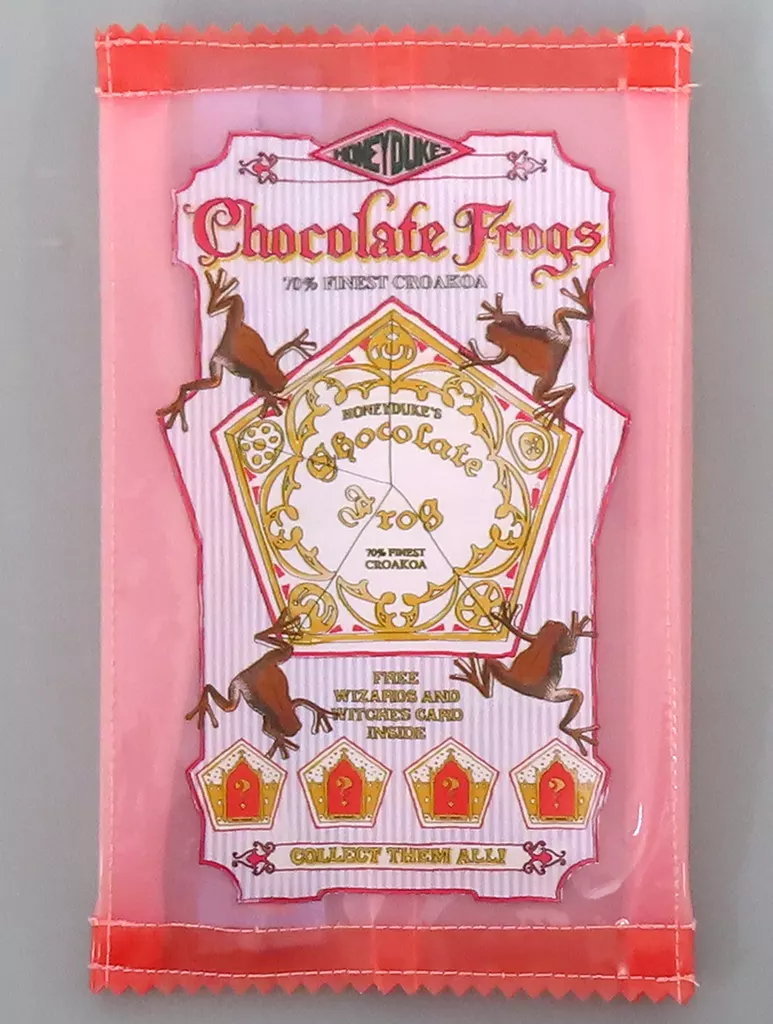 HONEYDUKES
Chocolate Frogs
70% FINEST CROAKOA
HONEYDUKE'S
Chocolate
Frog
70% FINEST
CROAKOA
FREE
WIZARDS AND
WITCHES CARD
INSIDE
? ? ? ?
COLLECT THEM ALL!